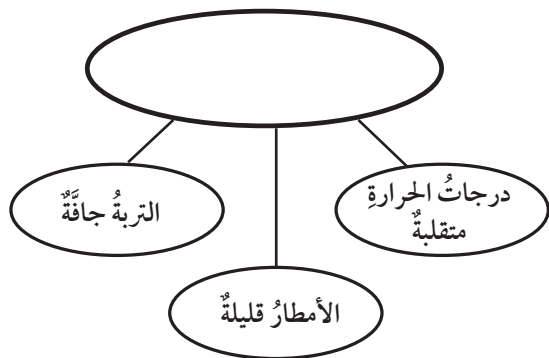 درجاتُ الحرارةِ
متقلبةٌ
التربةُ جافَّةٌ
الأمطارُ قليلةٌ